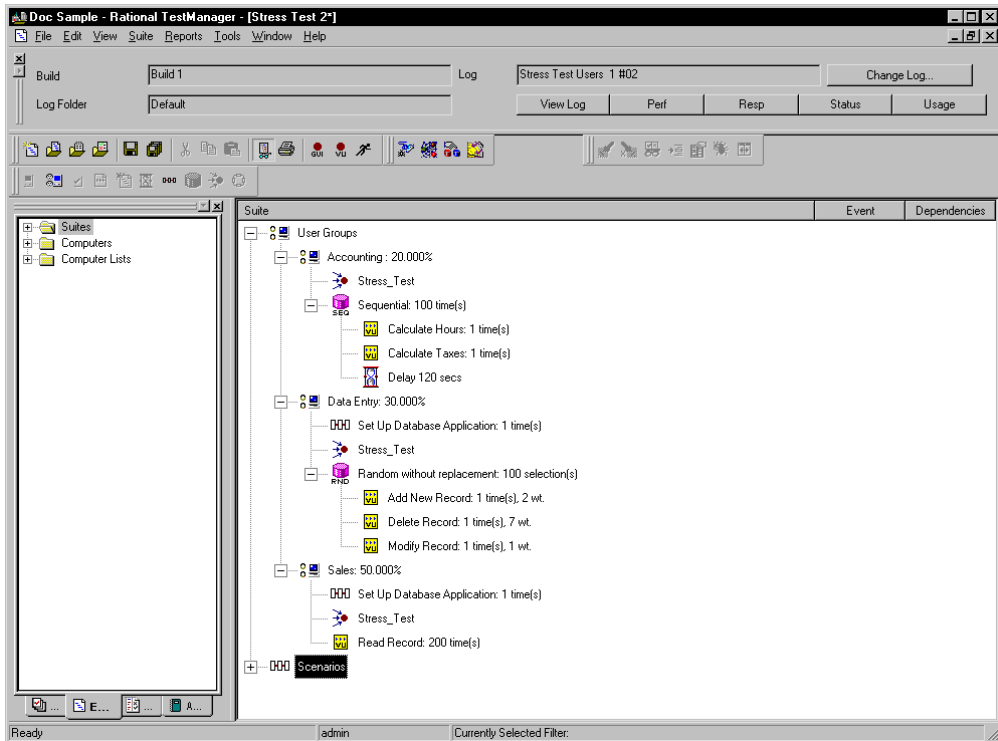 Doc Sample - Rational TestManager - [Stress Test 2*]
File Edit View Suite Reports Tools Window Help
Build Build 1 Log Stress Test Users 1 #02 Change Log...
Log Folder Default View Log Perf Resp Status Usage
GUI VU
Suite Event Dependencies
Suites
Computers
Computer Lists
User Groups
Accounting : 20.000%
Stress_Test
SEQ Sequential: 100 time(s)
VU Calculate Hours: 1 time(s)
VU Calculate Taxes: 1 time(s)
Delay 120 secs
Data Entry: 30.000%
Set Up Database Application: 1 time(s)
Stress_Test
RND Random without replacement: 100 selection(s)
VU Add New Record: 1 time(s), 2 wt.
VU Delete Record: 1 time(s), 7 wt.
VU Modify Record: 1 time(s), 1 wt.
Sales: 50.000%
Set Up Database Application: 1 time(s)
Stress_Test
VU Read Record: 200 time(s)
Scenarios
... E... ... A...
Ready admin Currently Selected Filter: